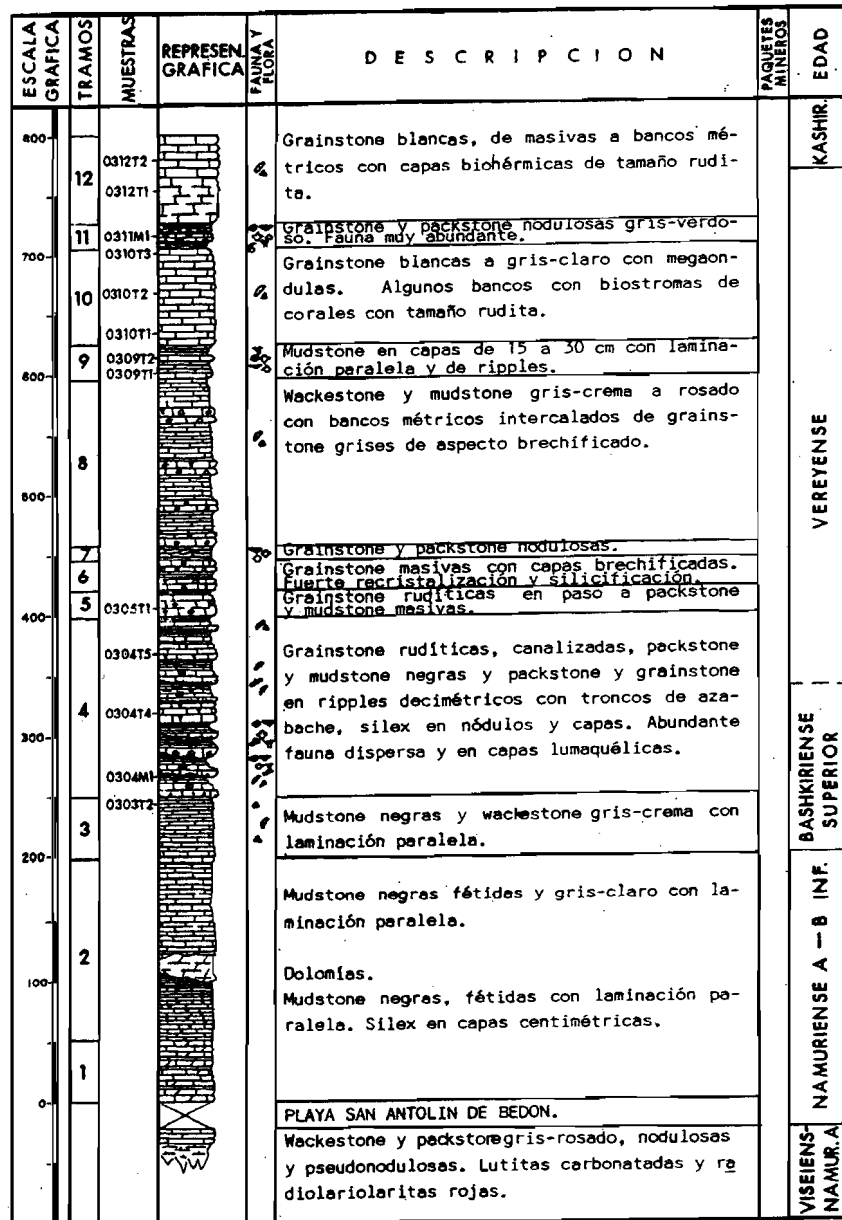 ESCALA GRAFICA
TRAMOS
MUESTRAS
REPRESEN. GRAFICA
FAUNA Y FLORA
DESCRIPCION
PAQUETES MINEROS
EDAD
800
12
0312T2
0312T1
Grainstone blancas, de masivas a bancos mé-
tricos con capas biohérmicas de tamaño rudi-
ta.
KASHIR.
11
0311M1
Grainstone y packstone nodulosas gris-verdo-
so. Fauna muy abundante.
700
10
0310T3
0310T2
0310T1
Grainstone blancas a gris-claro con megaon-
dulas. Algunos bancos con biostromas de
corales con tamaño rudita.
9
0309T2
0309T1
Mudstone en capas de 15 a 30 cm con lamina-
ción paralela y de ripples.
600
8
Wackestone y mudstone gris-crema a rosado
con bancos métricos intercalados de grains-
tone grises de aspecto brechificado.
VEREYENSE
500
7
Grainstone y packstone nodulosas.
6
Grainstone masivas con capas brechificadas.
Fuerte recristalización y silicificación.
5
0305T1
Grainstone rudíticas en paso a packstone
y mudstone masivas.
400
4
0304T5
0304T4
0304M1
Grainstone rudíticas, canalizadas, packstone
y mudstone negras y packstone y grainstone
en ripples decimétricos con troncos de aza-
bache, silex en nódulos y capas. Abundante
fauna dispersa y en capas lumaquélicas.
300
BASHKIRIENSE
SUPERIOR
3
0303T2
Mudstone negras y wackestone gris-crema con
laminación paralela.
200
2
Mudstone negras fétidas y gris-claro con la-
minación paralela.
Dolomías.
100
Mudstone negras, fétidas con laminación pa-
ralela. Silex en capas centimétricas.
1
NAMURIENSE A — B INF.
0
PLAYA SAN ANTOLIN DE BEDON.
Wackestone y packstone gris-rosado, nodulosas
y pseudonodulosas. Lutitas carbonatadas y ra
diolariolaritas rojas.
VISEIENS-
NAMUR. A